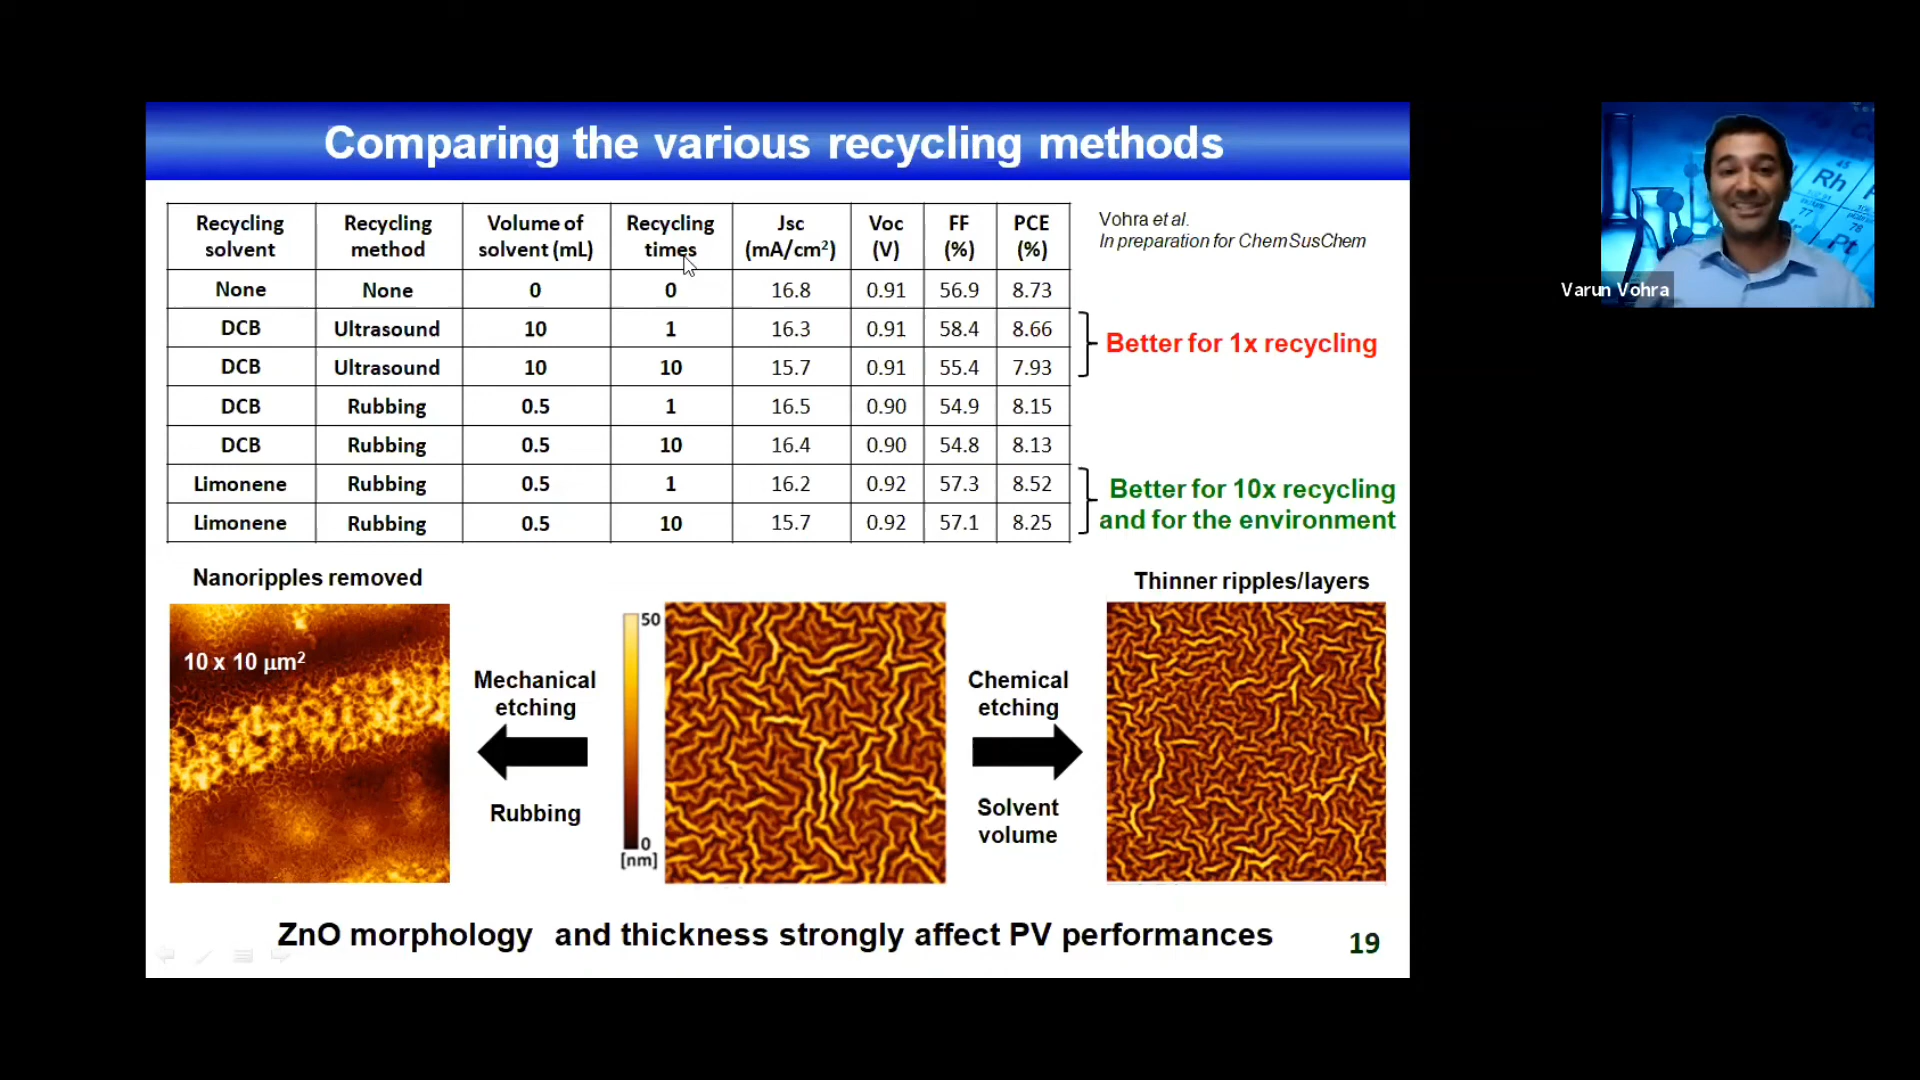 Comparing the various recycling methods
Recycling solvent Recycling method Volume of solvent (mL) Recycling times Jsc (mA/cm²) Voc (V) FF (%) PCE (%)
None None 0 0 16.8 0.91 56.9 8.73
DCB Ultrasound 10 1 16.3 0.91 58.4 8.66
DCB Ultrasound 10 10 15.7 0.91 55.4 7.93
DCB Rubbing 0.5 1 16.5 0.90 54.9 8.15
DCB Rubbing 0.5 10 16.4 0.90 54.8 8.13
Limonene Rubbing 0.5 1 16.2 0.92 57.3 8.52
Limonene Rubbing 0.5 10 15.7 0.92 57.1 8.25
Vohra et al.
In preparation for ChemSusChem
Better for 1x recycling
Better for 10x recycling
and for the environment
Nanoripples removed
10 x 10 µm²
Mechanical
etching
Rubbing
50
0
[nm]
Chemical
etching
Solvent
volume
Thinner ripples/layers
ZnO morphology and thickness strongly affect PV performances
19
Varun Vohra
45
Rh
77
78
Pt